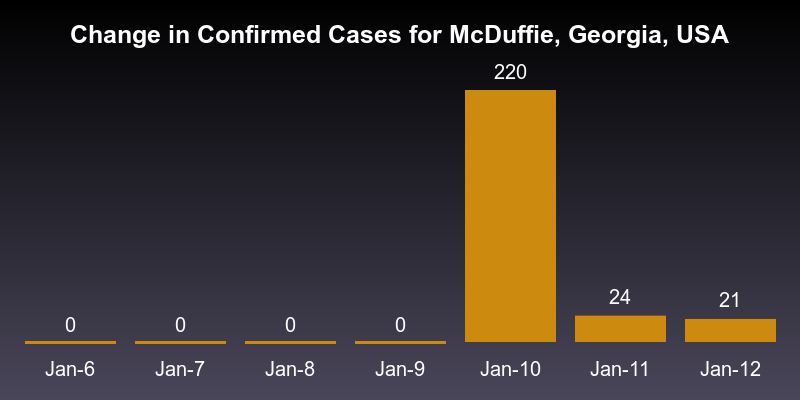 Change in Confirmed Cases for McDuffie, Georgia, USA
220
24
21
0 0 0 0
Jan-6 Jan-7 Jan-8 Jan-9 Jan-10 Jan-11 Jan-12